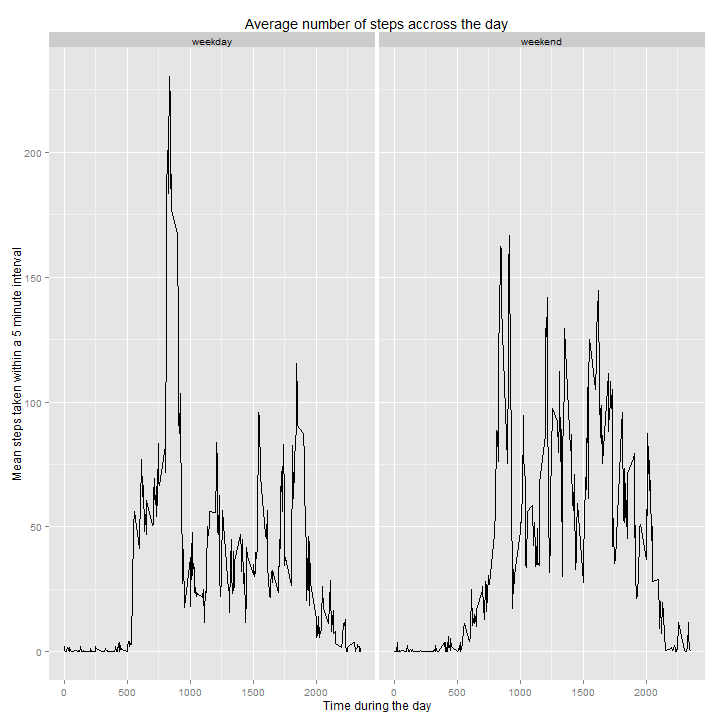 Average number of steps accross the day
weekday weekend
200
150
100
50
0
Mean steps taken within a 5 minute interval
0 500 1000 1500 2000 0 500 1000 1500 2000
Time during the day